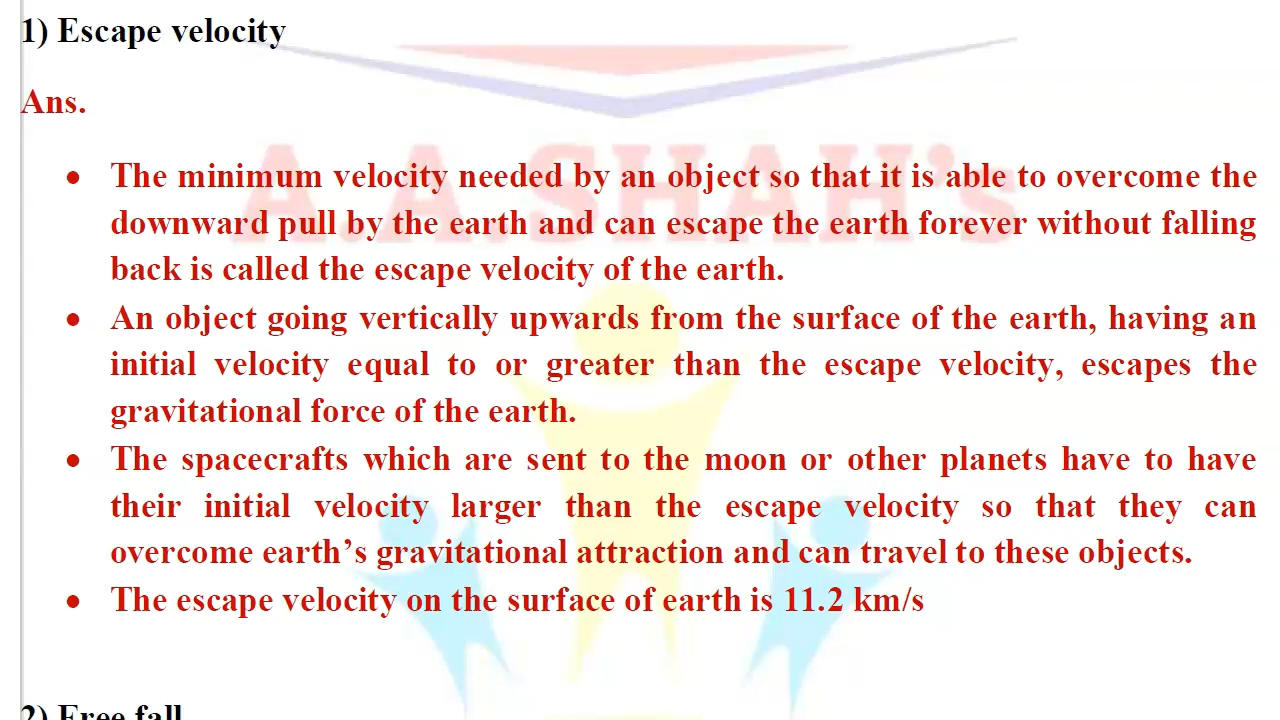 1) Escape velocity
Ans.
A.A.SHAH's
• The minimum velocity needed by an object so that it is able to overcome the
downward pull by the earth and can escape the earth forever without falling
back is called the escape velocity of the earth.
• An object going vertically upwards from the surface of the earth, having an
initial velocity equal to or greater than the escape velocity, escapes the
gravitational force of the earth.
• The spacecrafts which are sent to the moon or other planets have to have
their initial velocity larger than the escape velocity so that they can
overcome earth’s gravitational attraction and can travel to these objects.
• The escape velocity on the surface of earth is 11.2 km/s
2) Free fall